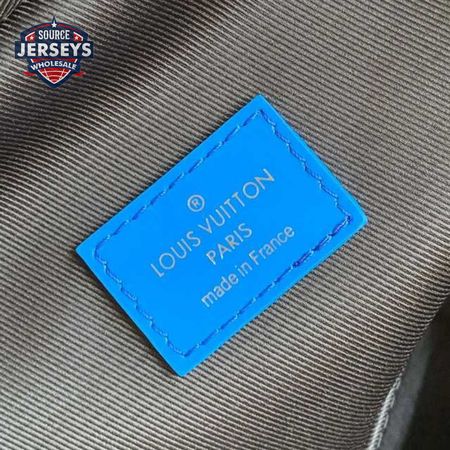 SOURCE
JERSEYS
WHOLESALE
®
LOUIS VUITTON
PARIS
made in France